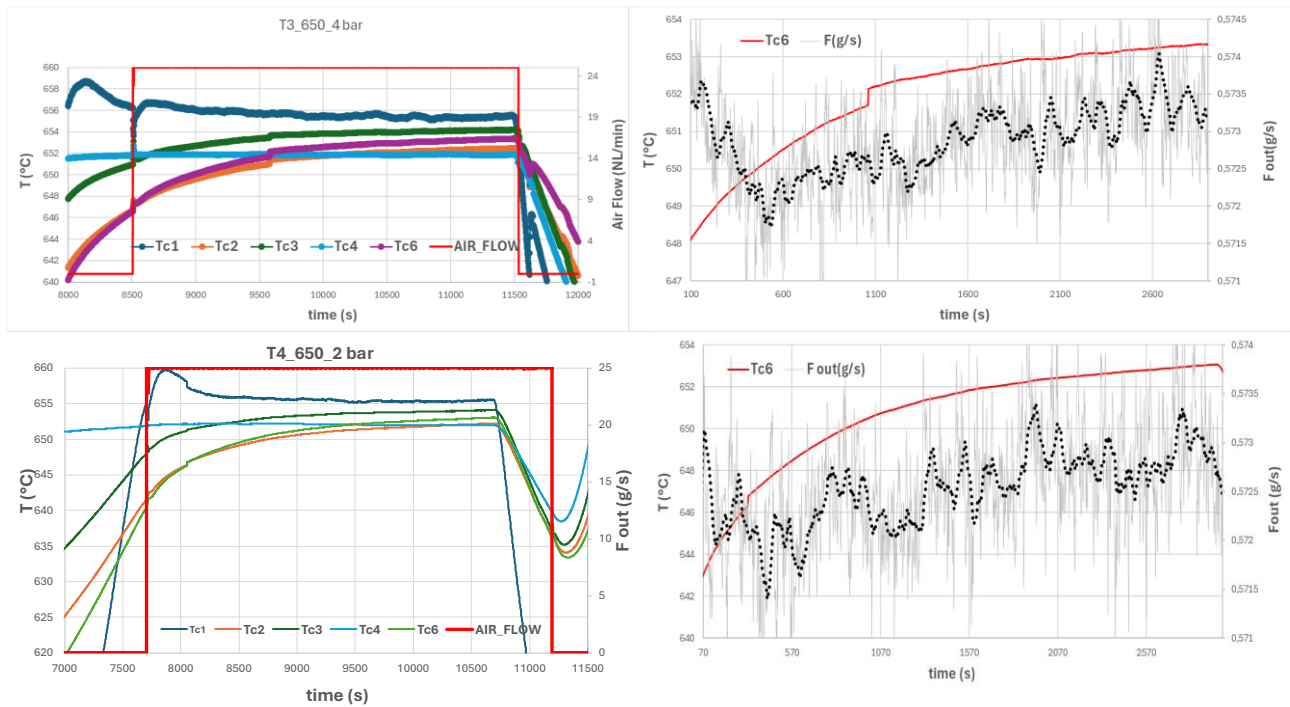 T3_650_4 bar
660
658
656
654
652
650
648
646
644
642
640
T (°C)
24
19
14
9
4
-1
Air Flow (NL/min)
Tc1 Tc2 Tc3 Tc4 Tc6 AIR_FLOW
8000 8500 9000 9500 10000 10500 11000 11500 12000
time (s)
654
653
652
651
650
649
648
647
T (°C)
Tc6 F(g/s)
0,5745
0,574
0,5735
0,573
0,5725
0,572
0,5715
0,571
F out(g/s)
100 600 1100 1600 2100 2600
time (s)
T4_650_2 bar
660
655
650
645
640
635
630
625
620
T (°C)
25
20
15
10
5
0
F out (g/s)
Tc1 Tc2 Tc3 Tc4 Tc6 AIR_FLOW
7000 7500 8000 8500 9000 9500 10000 10500 11000 11500
time (s)
654
652
650
648
646
644
642
640
T (°C)
Tc6 F out(g/s)
0,574
0,5735
0,573
0,5725
0,572
0,5715
0,571
Fout (g/s)
70 570 1070 1570 2070 2570
time (s)